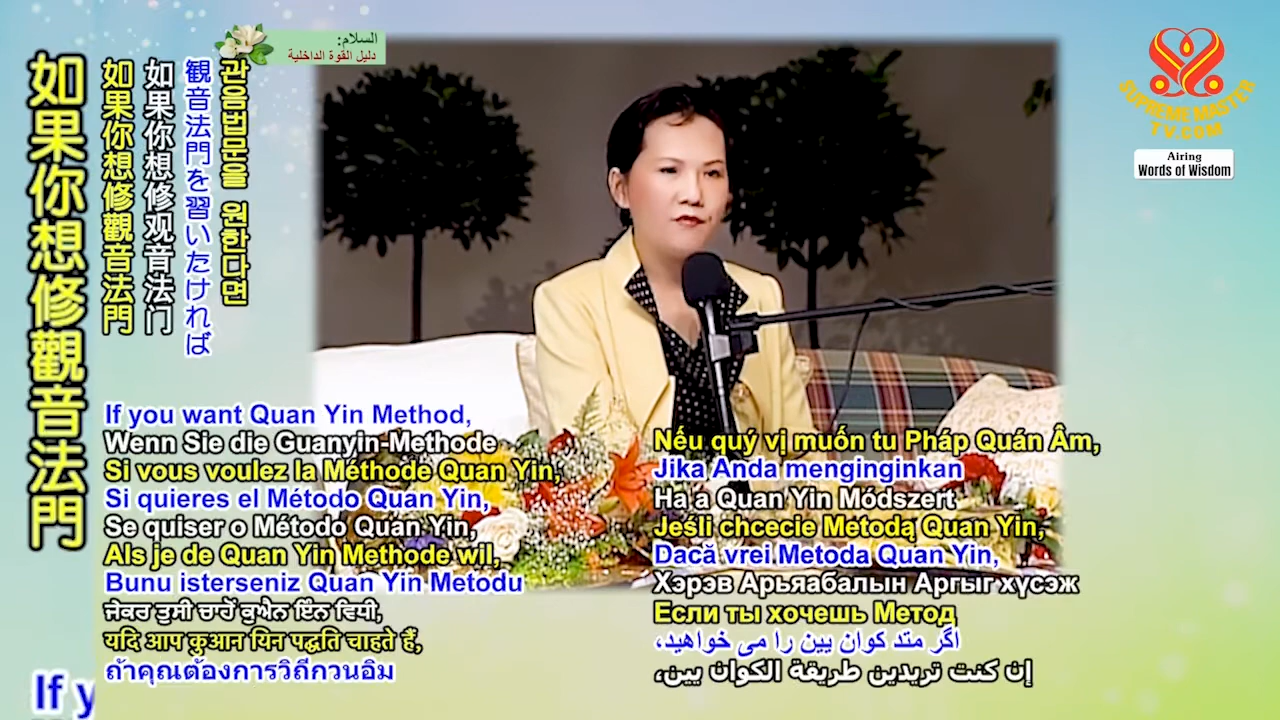 السلام:
دليل القوة الداخلية
SUPREME MASTER
TV.COM
Airing
Words of Wisdom
如果你想修觀音法門
如果你想修觀音法門
如果你想修观音法门
観音法門を習いたければ
관음법문을 원한다면
If you want Quan Yin Method,
Wenn Sie die Guanyin-Methode
Si vous voulez la Méthode Quan Yin,
Si quieres el Método Quan Yin,
Se quiser o Método Quan Yin,
Als je de Quan Yin Methode wil,
Bunu isterseniz Quan Yin Metodu
ਜੇਕਰ ਤੁਸੀ ਚਾਹੋਂ ਕੁਐਨ ਇੰਨ ਵਿਧੀ,
यदि आप कुआन यिन पद्धति चाहते हैं,
ถ้าคุณต้องการวิถีกวนอิม
Nếu quý vị muốn tu Pháp Quán Âm,
Jika Anda menginginkan
Ha a Quan Yin Módszert
Jeśli chcecie Metodą Quan Yin,
Dacă vrei Metoda Quan Yin,
Хэрэв Арьяабалын Аргыг хүсэж
Если ты хочешь Метод
اگر متد کوان یین را می خواهید،
إن كنت تريدين طريقة الكوان يين،
If y